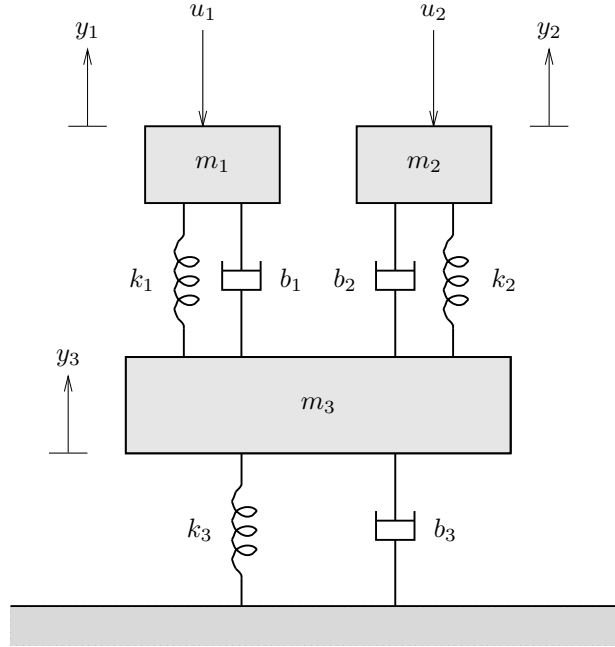 y₁ u₁ u₂ y₂
m₁ m₂
k₁ b₁ b₂ k₂
y₃
m₃
k₃ b₃